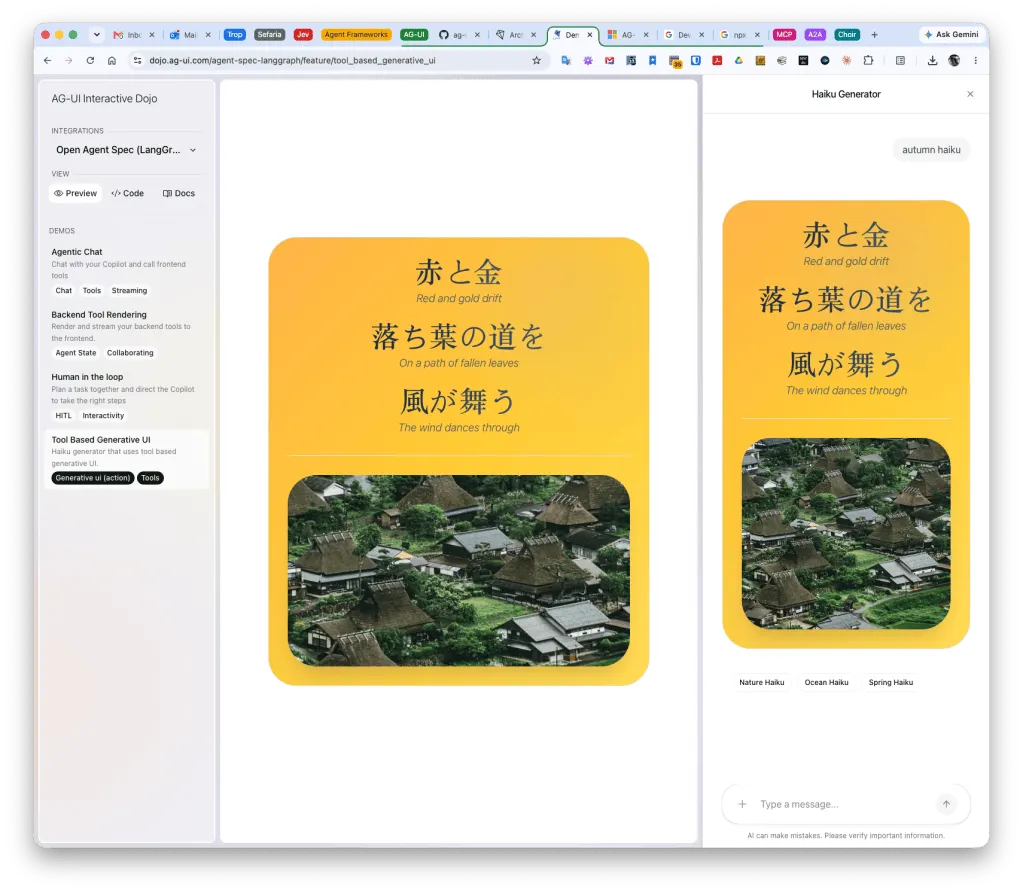 Inbo
Mai
Trop
Sefaria
Jev
Agent Frameworks
AG-UI
ag-u
Arcn
Den
AG-
Dev
npx
MCP
A2A
Choir
Ask Gemini
dojo.ag-ui.com/agent-spec-langgraph/feature/tool_based_generative_ui
AG-UI Interactive Dojo
INTEGRATIONS
Open Agent Spec (LangGr...
VIEW
Preview
</> Code
Docs
DEMOS
Agentic Chat
Chat with your Copilot and call frontend
tools
Chat Tools Streaming
Backend Tool Rendering
Render and stream your backend tools to
the frontend.
Agent State Collaborating
Human in the loop
Plan a task together and direct the Copilot
to take the right steps
HITL Interactivity
Tool Based Generative UI
Haiku generator that uses tool based
generative UI.
Generative ui (action) Tools
赤と金
Red and gold drift
落ち葉の道を
On a path of fallen leaves
風が舞う
The wind dances through
Haiku Generator
autumn haiku
赤と金
Red and gold drift
落ち葉の道を
On a path of fallen leaves
風が舞う
The wind dances through
Nature Haiku Ocean Haiku Spring Haiku
Type a message...
AI can make mistakes. Please verify important information.